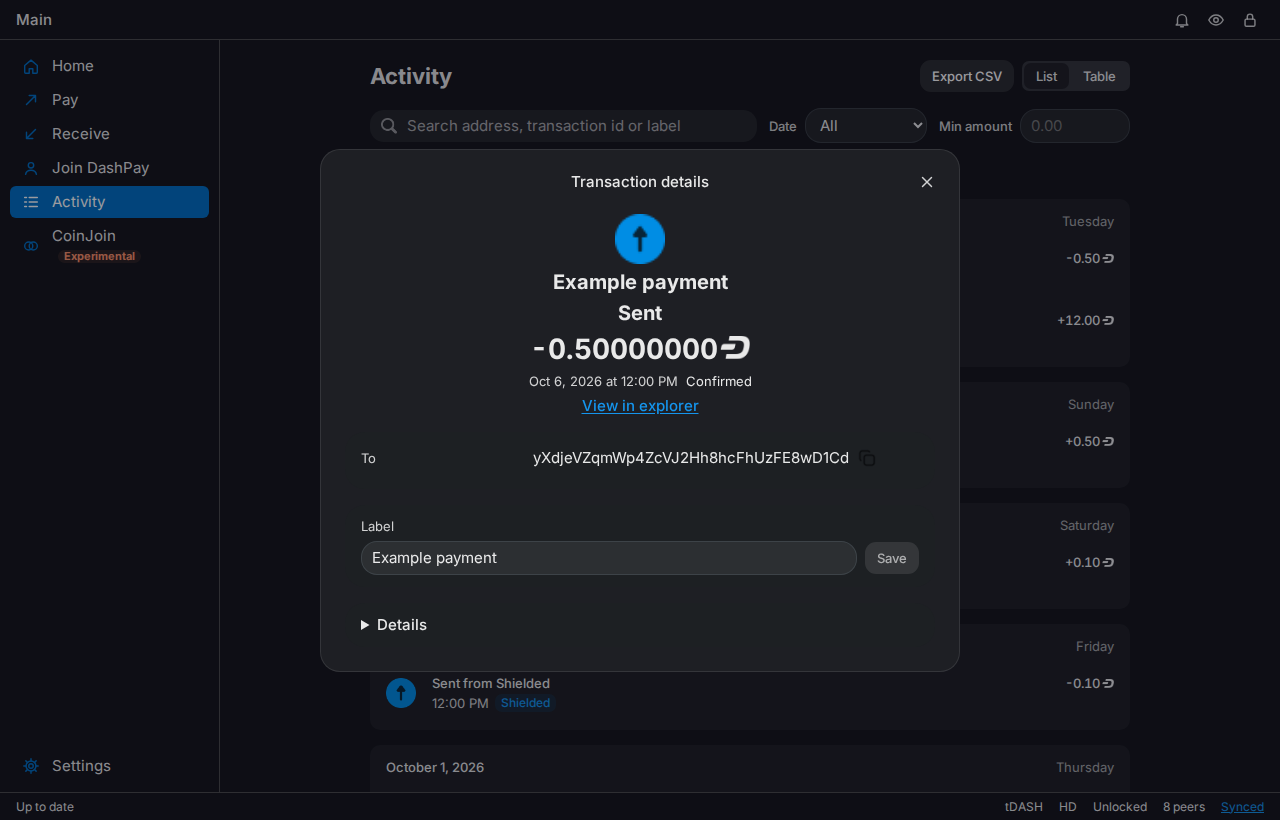 Main
Home
Pay
Receive
Join DashPay
Activity
CoinJoin
Experimental
Settings
Activity
Export CSV
List
Table
Search address, transaction id or label
Date
All
Min amount
0.00
Transaction details
Example payment
Sent
-0.50000000
Oct 6, 2026 at 12:00 PM Confirmed
View in explorer
To
yXdjeVZqmWp4ZcVJ2Hh8hcFhUzFE8wD1Cd
Label
Example payment
Save
Details
Tuesday
-0.50
+12.00
Sunday
+0.50
Saturday
+0.10
Friday
Sent from Shielded
-0.10
12:00 PM Shielded
October 1, 2026
Thursday
Up to date
tDASH
HD
Unlocked
8 peers
Synced